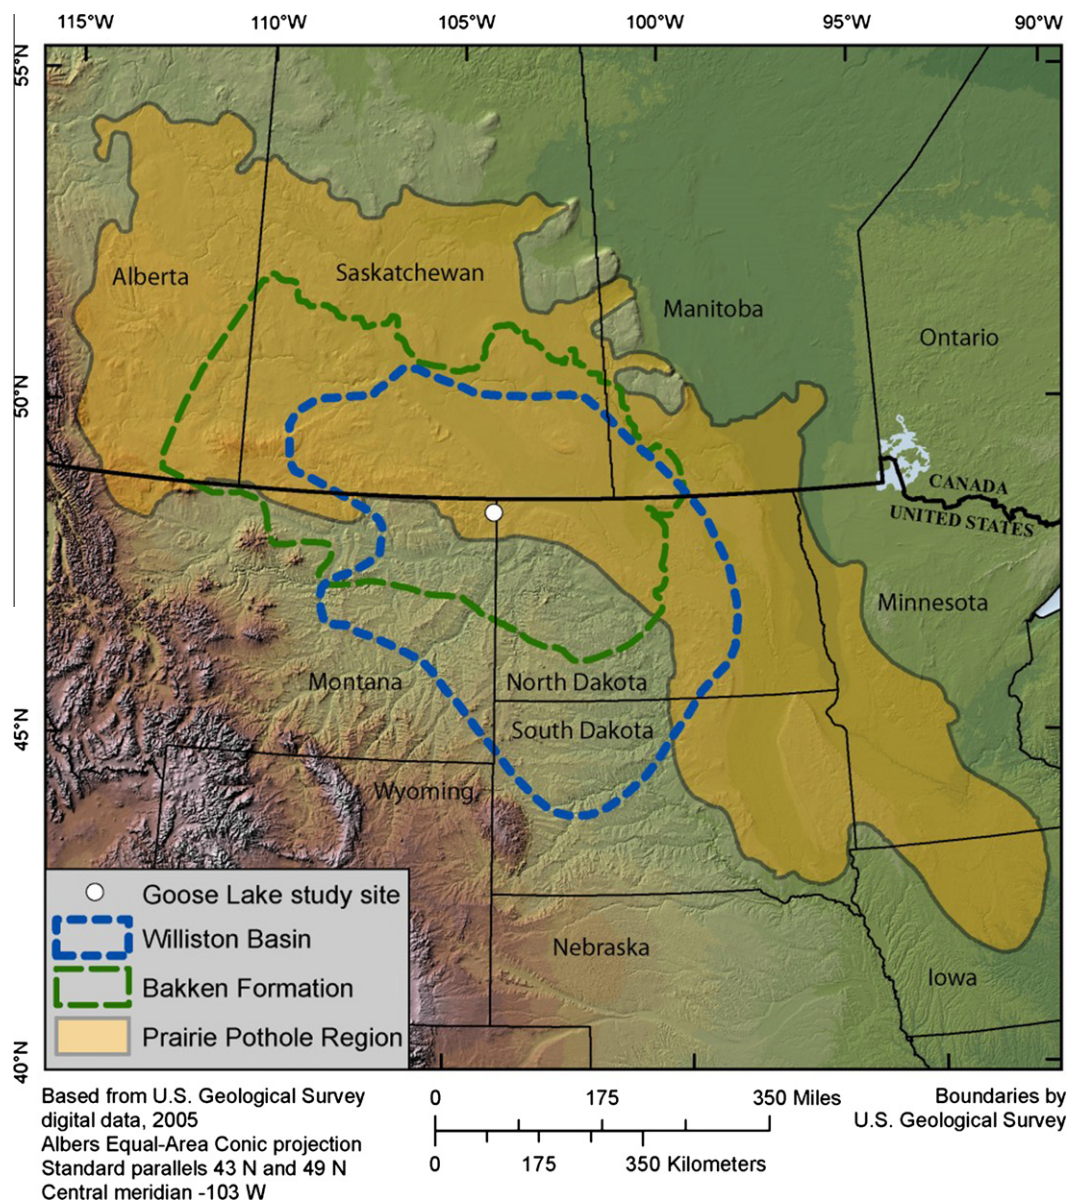 115°W 110°W 105°W 100°W 95°W 90°W
55°N
Alberta
Saskatchewan
Manitoba
Ontario
50°N
CANADA
UNITED STATES
Minnesota
Montana
North Dakota
South Dakota
45°N
Wyoming
Nebraska
Iowa
40°N
Goose Lake study site
Williston Basin
Bakken Formation
Prairie Pothole Region
Based from U.S. Geological Survey
digital data, 2005
Albers Equal-Area Conic projection
Standard parallels 43 N and 49 N
Central meridian -103 W
0 175 350 Miles
0 175 350 Kilometers
Boundaries by
U.S. Geological Survey